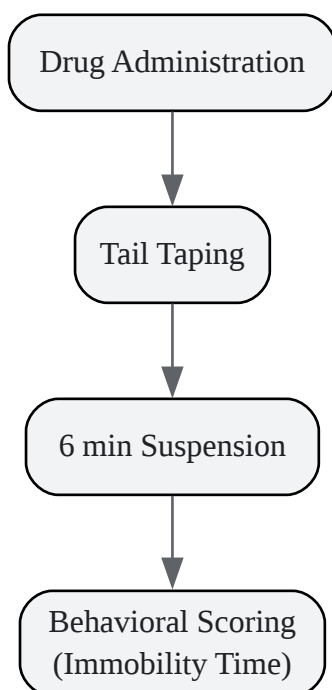 Drug Administration
Tail Taping
6 min Suspension
Behavioral Scoring
(Immobility Time)